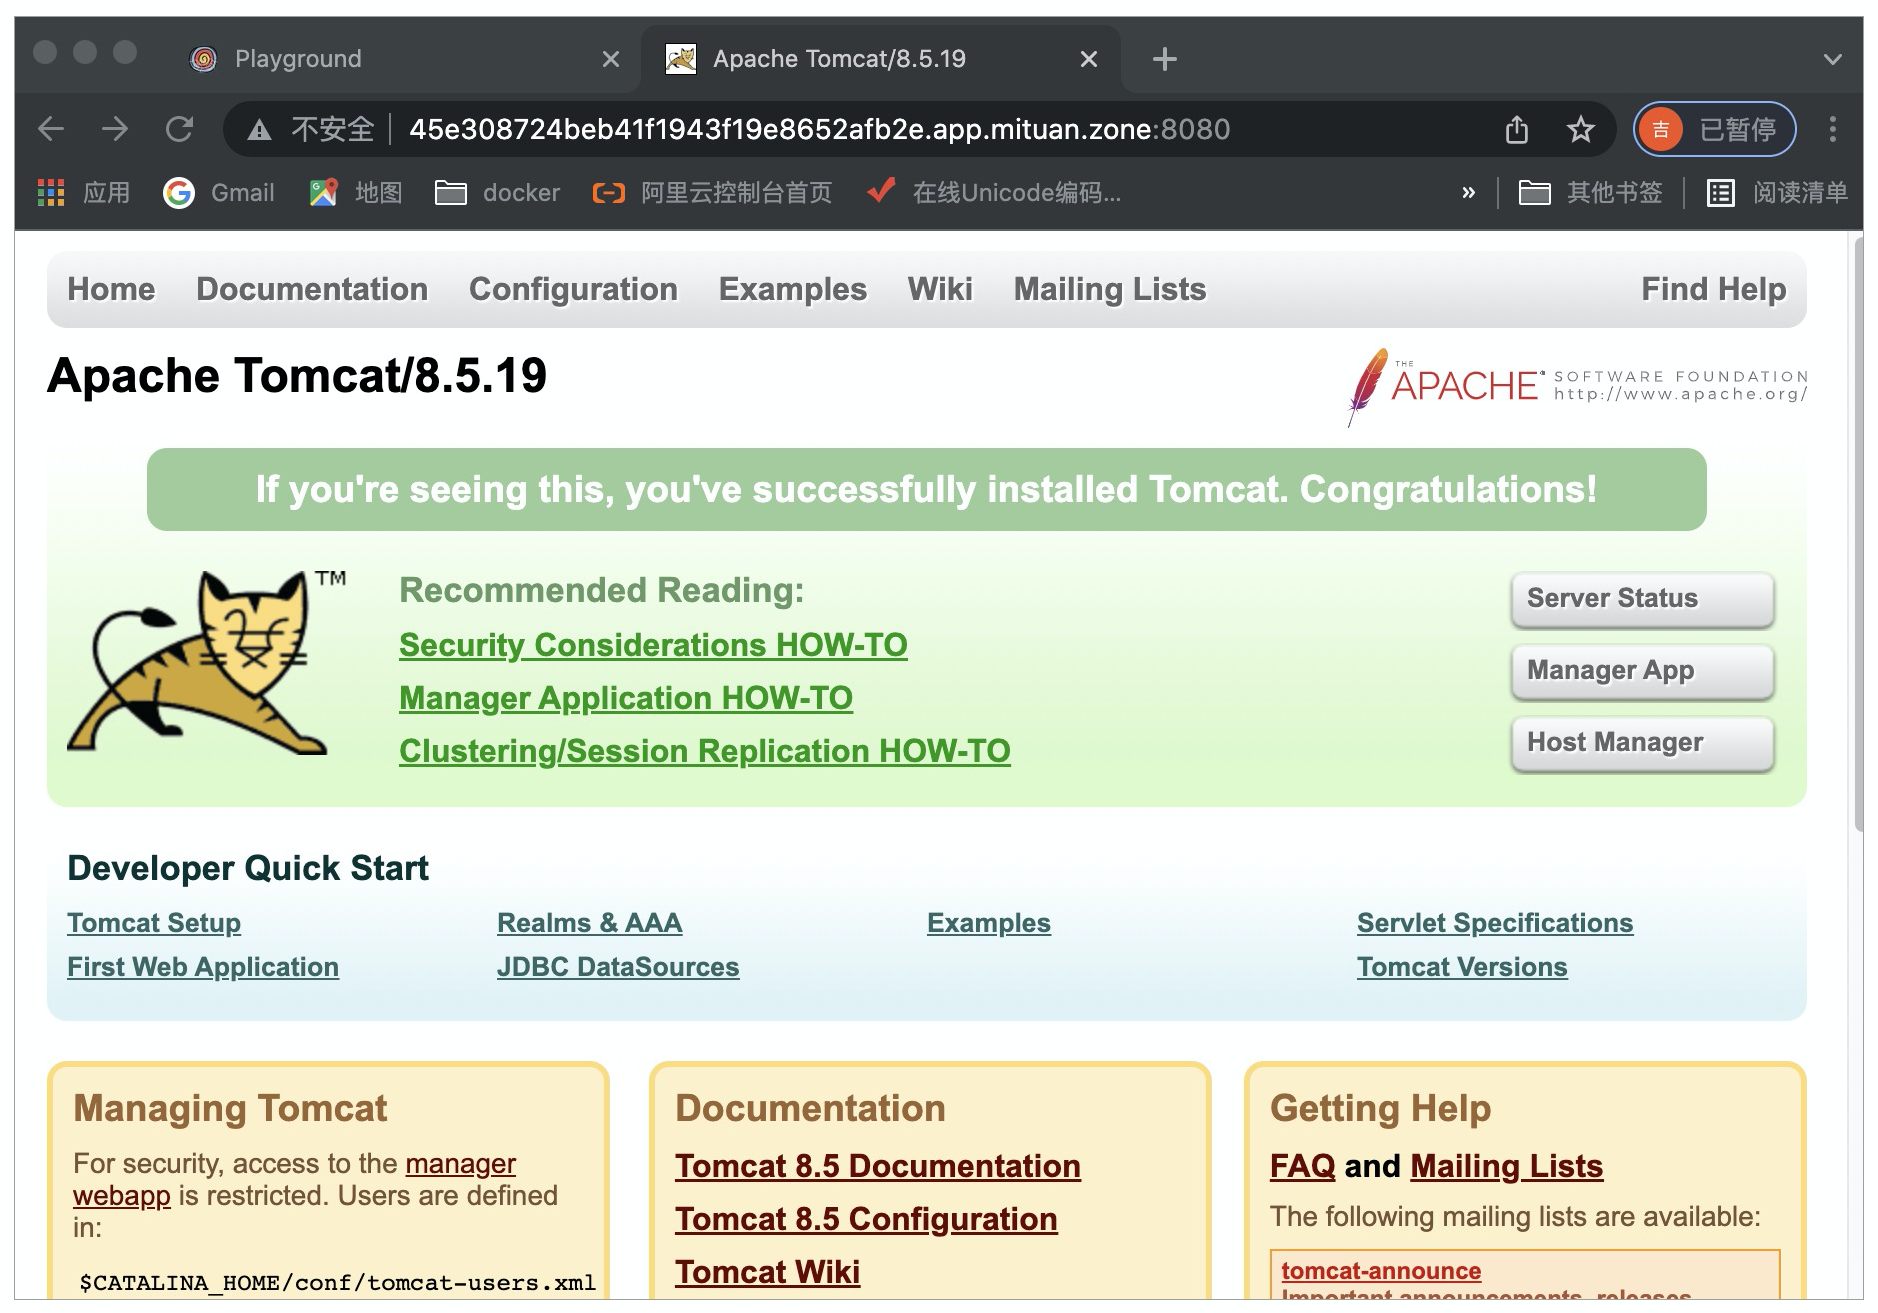 Playground
Apache Tomcat/8.5.19
不安全 45e308724beb41f1943f19e8652afb2e.app.mituan.zone:8080
吉 已暂停
应用 Gmail 地图 docker 阿里云控制台首页 在线Unicode编码... » 其他书签 阅读清单
Home Documentation Configuration Examples Wiki Mailing Lists Find Help
Apache Tomcat/8.5.19
THE APACHE® SOFTWARE FOUNDATION
http://www.apache.org/
If you're seeing this, you've successfully installed Tomcat. Congratulations!
TM
Recommended Reading:
Security Considerations HOW-TO
Manager Application HOW-TO
Clustering/Session Replication HOW-TO
Server Status
Manager App
Host Manager
Developer Quick Start
Tomcat Setup
First Web Application
Realms & AAA
JDBC DataSources
Examples
Servlet Specifications
Tomcat Versions
Managing Tomcat
For security, access to the manager
webapp is restricted. Users are defined
in:
$CATALINA_HOME/conf/tomcat-users.xml
Documentation
Tomcat 8.5 Documentation
Tomcat 8.5 Configuration
Tomcat Wiki
Getting Help
FAQ and Mailing Lists
The following mailing lists are available:
tomcat-announce
Important announcements, releases